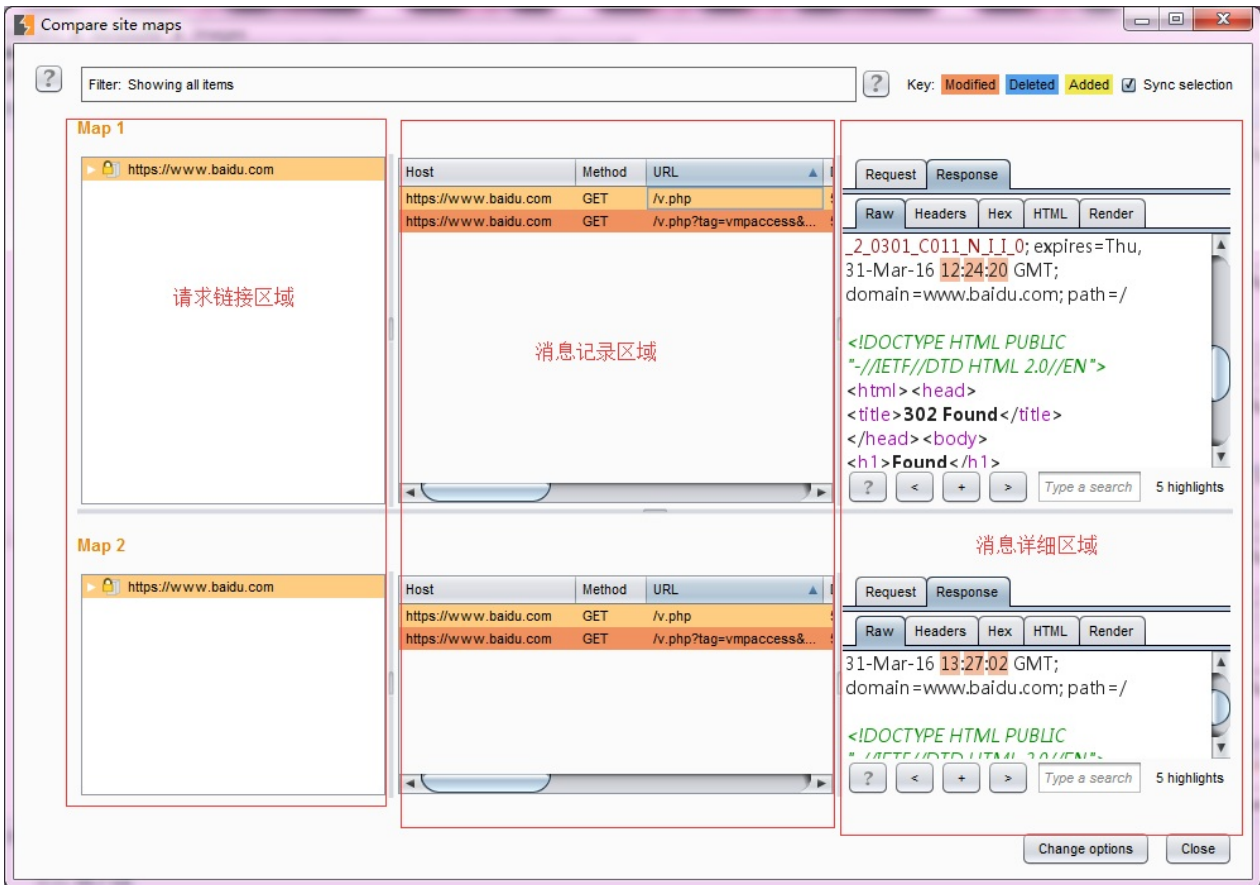 Compare site maps
?
Filter: Showing all items
?
Key: Modified Deleted Added Sync selection
Map 1
https://www.baidu.com
请求链接区域
Host Method URL
https://www.baidu.com GET /v.php
https://www.baidu.com GET /v.php?tag=vmpaccess&...
消息记录区域
Request Response
Raw Headers Hex HTML Render
_2_0301_C011_N_I_I_0; expires=Thu,
31-Mar-16 12:24:20 GMT;
domain=www.baidu.com; path=/
<!DOCTYPE HTML PUBLIC
"-//IETF//DTD HTML 2.0//EN">
<html><head>
<title>302 Found</title>
</head><body>
<h1>Found</h1>
? < + > Type a search 5 highlights
消息详细区域
Map 2
https://www.baidu.com
Host Method URL
https://www.baidu.com GET /v.php
https://www.baidu.com GET /v.php?tag=vmpaccess&...
Request Response
Raw Headers Hex HTML Render
31-Mar-16 13:27:02 GMT;
domain=www.baidu.com; path=/
<!DOCTYPE HTML PUBLIC
"-//IETF//DTD HTML 2.0//EN">
? < + > Type a search 5 highlights
Change options Close